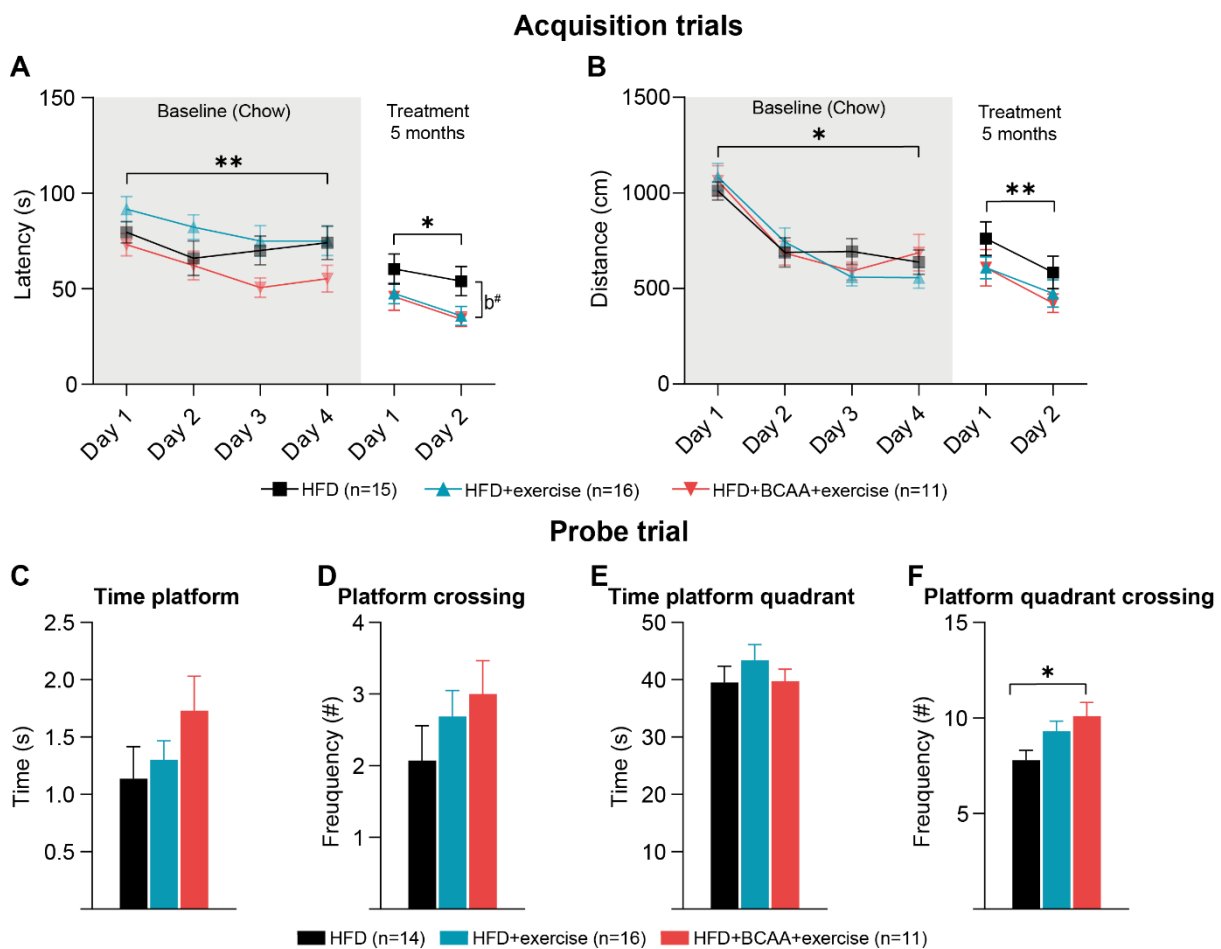 Acquisition trials
A
B
Baseline (Chow)
Treatment
5 months
Baseline (Chow)
Treatment
5 months
150
100
50
0
Latency (s)
**
*
b#
Day 1
Day 2
Day 3
Day 4
Day 1
Day 2
1500
1000
500
0
Distance (cm)
*
**
Day 1
Day 2
Day 3
Day 4
Day 1
Day 2
HFD (n=15) HFD+exercise (n=16) HFD+BCAA+exercise (n=11)
Probe trial
C
Time platform
2.5
2.0
1.5
1.0
0.5
Time (s)
D
Platform crossing
4
3
2
1
Freuquency (#)
E
Time platform quadrant
50
40
30
20
10
Time (s)
F
Platform quadrant crossing
15
10
5
Freuquency (#)
*
HFD (n=14) HFD+exercise (n=16) HFD+BCAA+exercise (n=11)